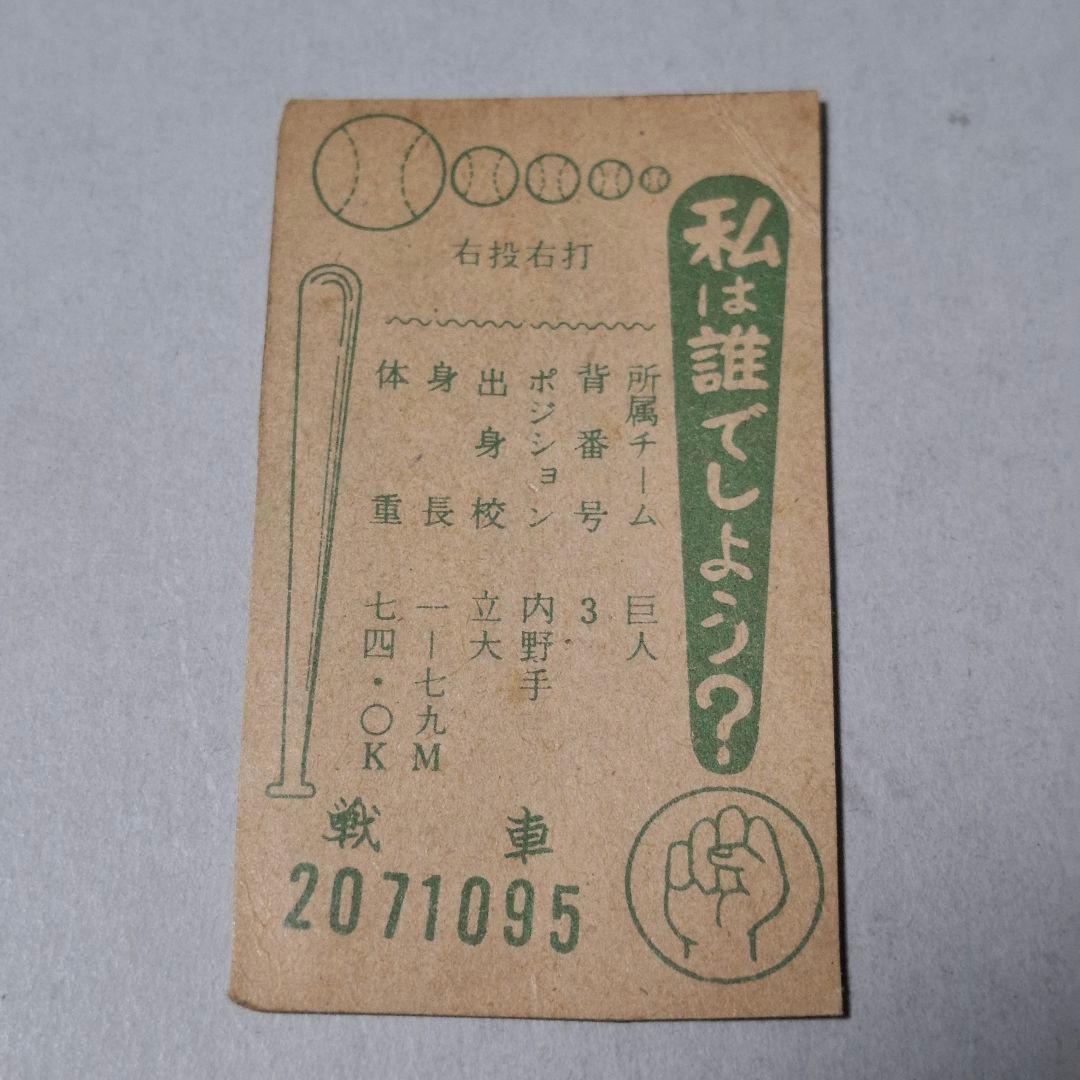 私は誰でしょう?
右投右打
所属チーム 巨人
背番号 3
ポジション 内野手
出身校 立大
身長 一―七九M
体重 七四・〇K
戦車
2071095